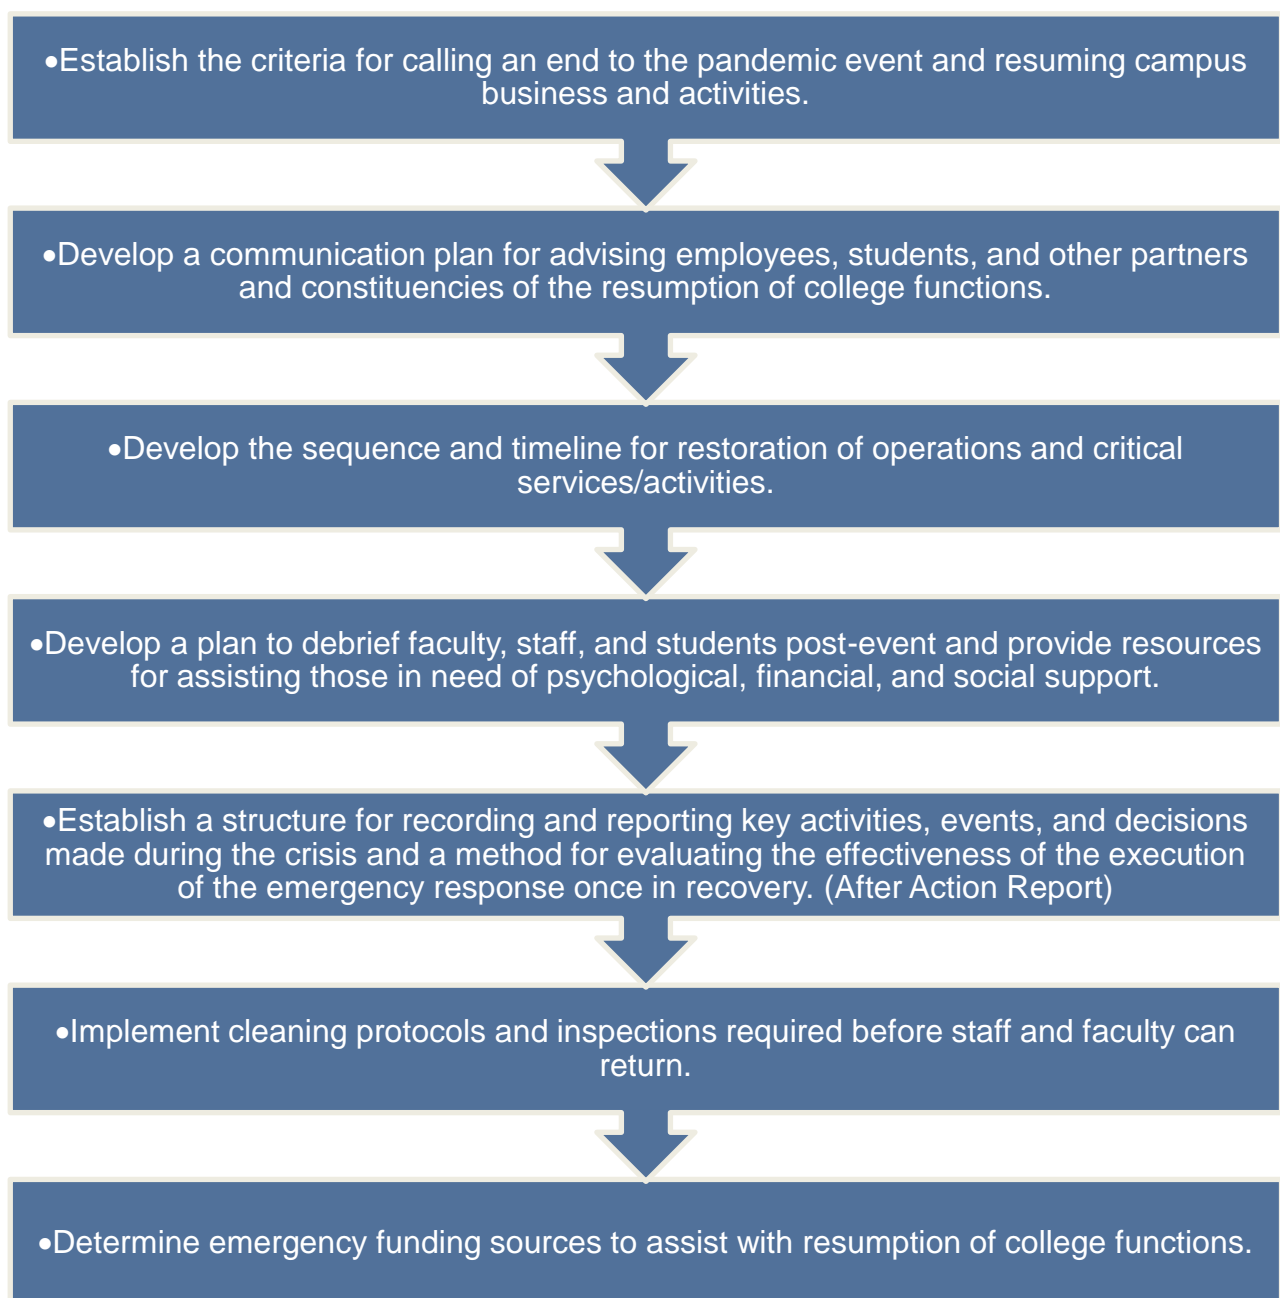 •Establish the criteria for calling an end to the pandemic event and resuming campus
business and activities.
•Develop a communication plan for advising employees, students, and other partners
and constituencies of the resumption of college functions.
•Develop the sequence and timeline for restoration of operations and critical
services/activities.
•Develop a plan to debrief faculty, staff, and students post-event and provide resources
for assisting those in need of psychological, financial, and social support.
•Establish a structure for recording and reporting key activities, events, and decisions
made during the crisis and a method for evaluating the effectiveness of the execution
of the emergency response once in recovery. (After Action Report)
•Implement cleaning protocols and inspections required before staff and faculty can
return.
•Determine emergency funding sources to assist with resumption of college functions.